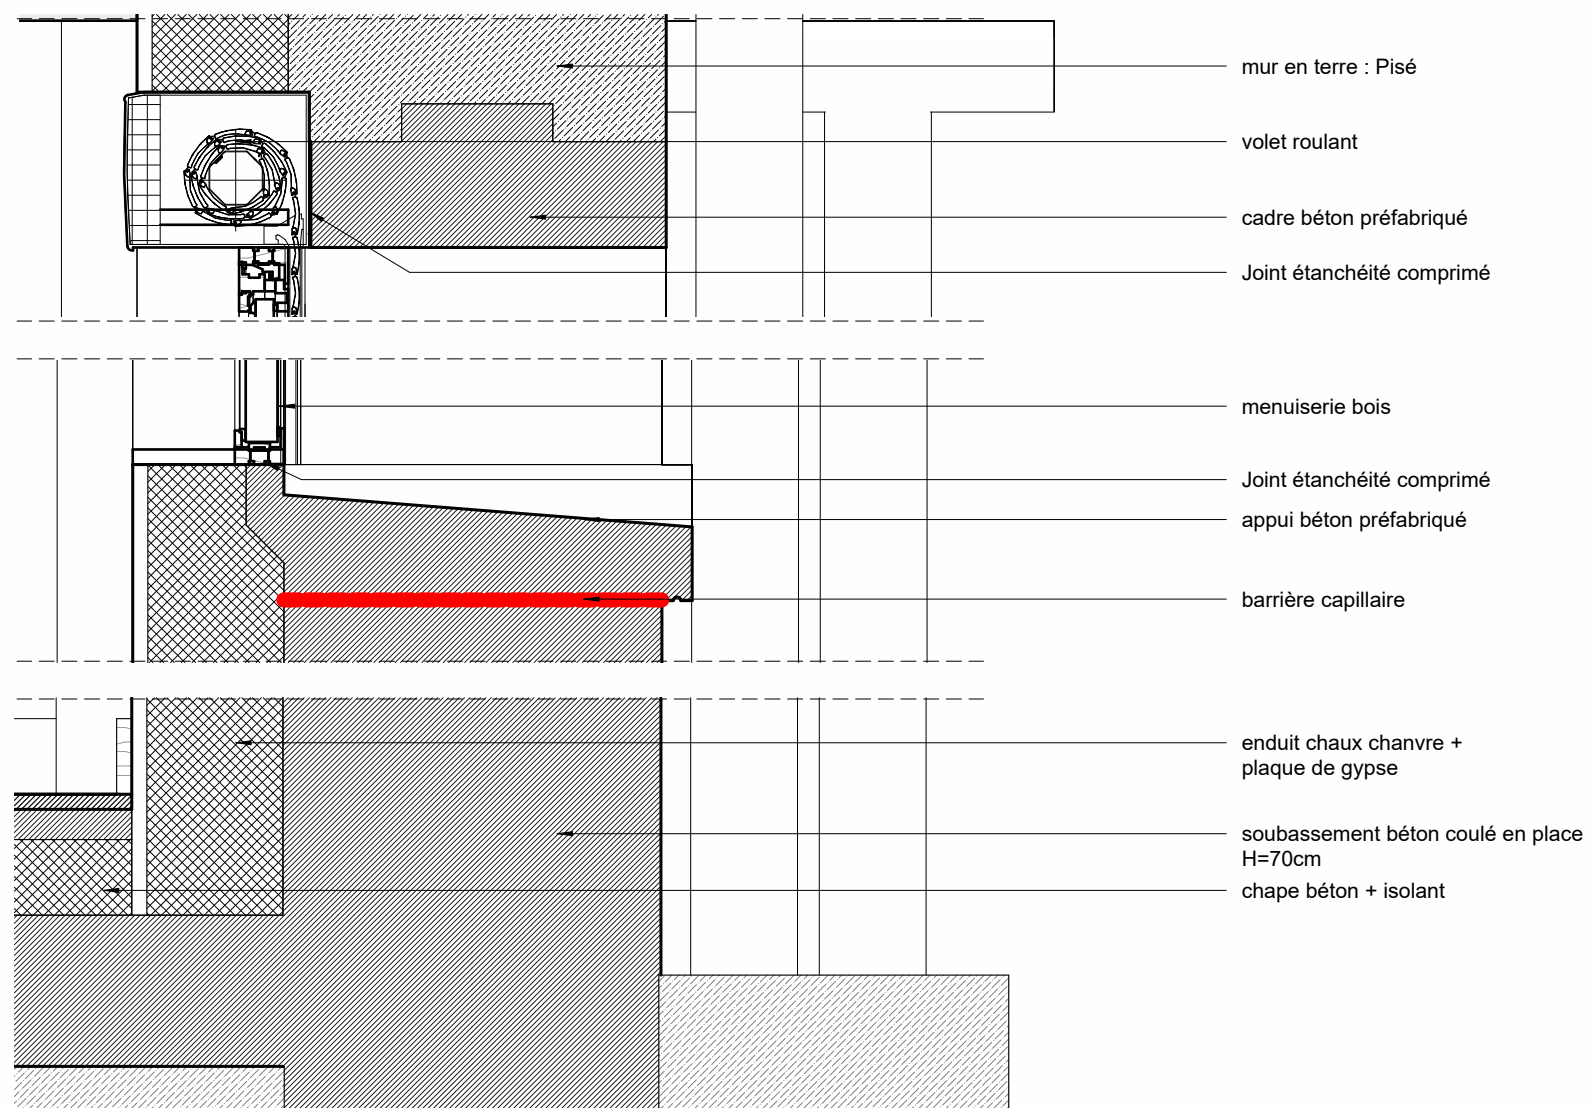 mur en terre : Pisé
volet roulant
cadre béton préfabriqué
Joint étanchéité comprimé
menuiserie bois
Joint étanchéité comprimé
appui béton préfabriqué
barrière capillaire
enduit chaux chanvre +
plaque de gypse
soubassement béton coulé en place
H=70cm
chape béton + isolant